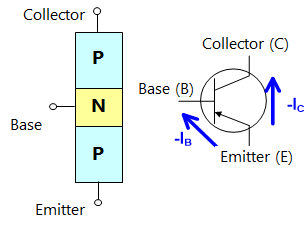 Collector
P
N
P
Base
Emitter
Collector (C)
Base (B)
-IC
-IB
Emitter (E)